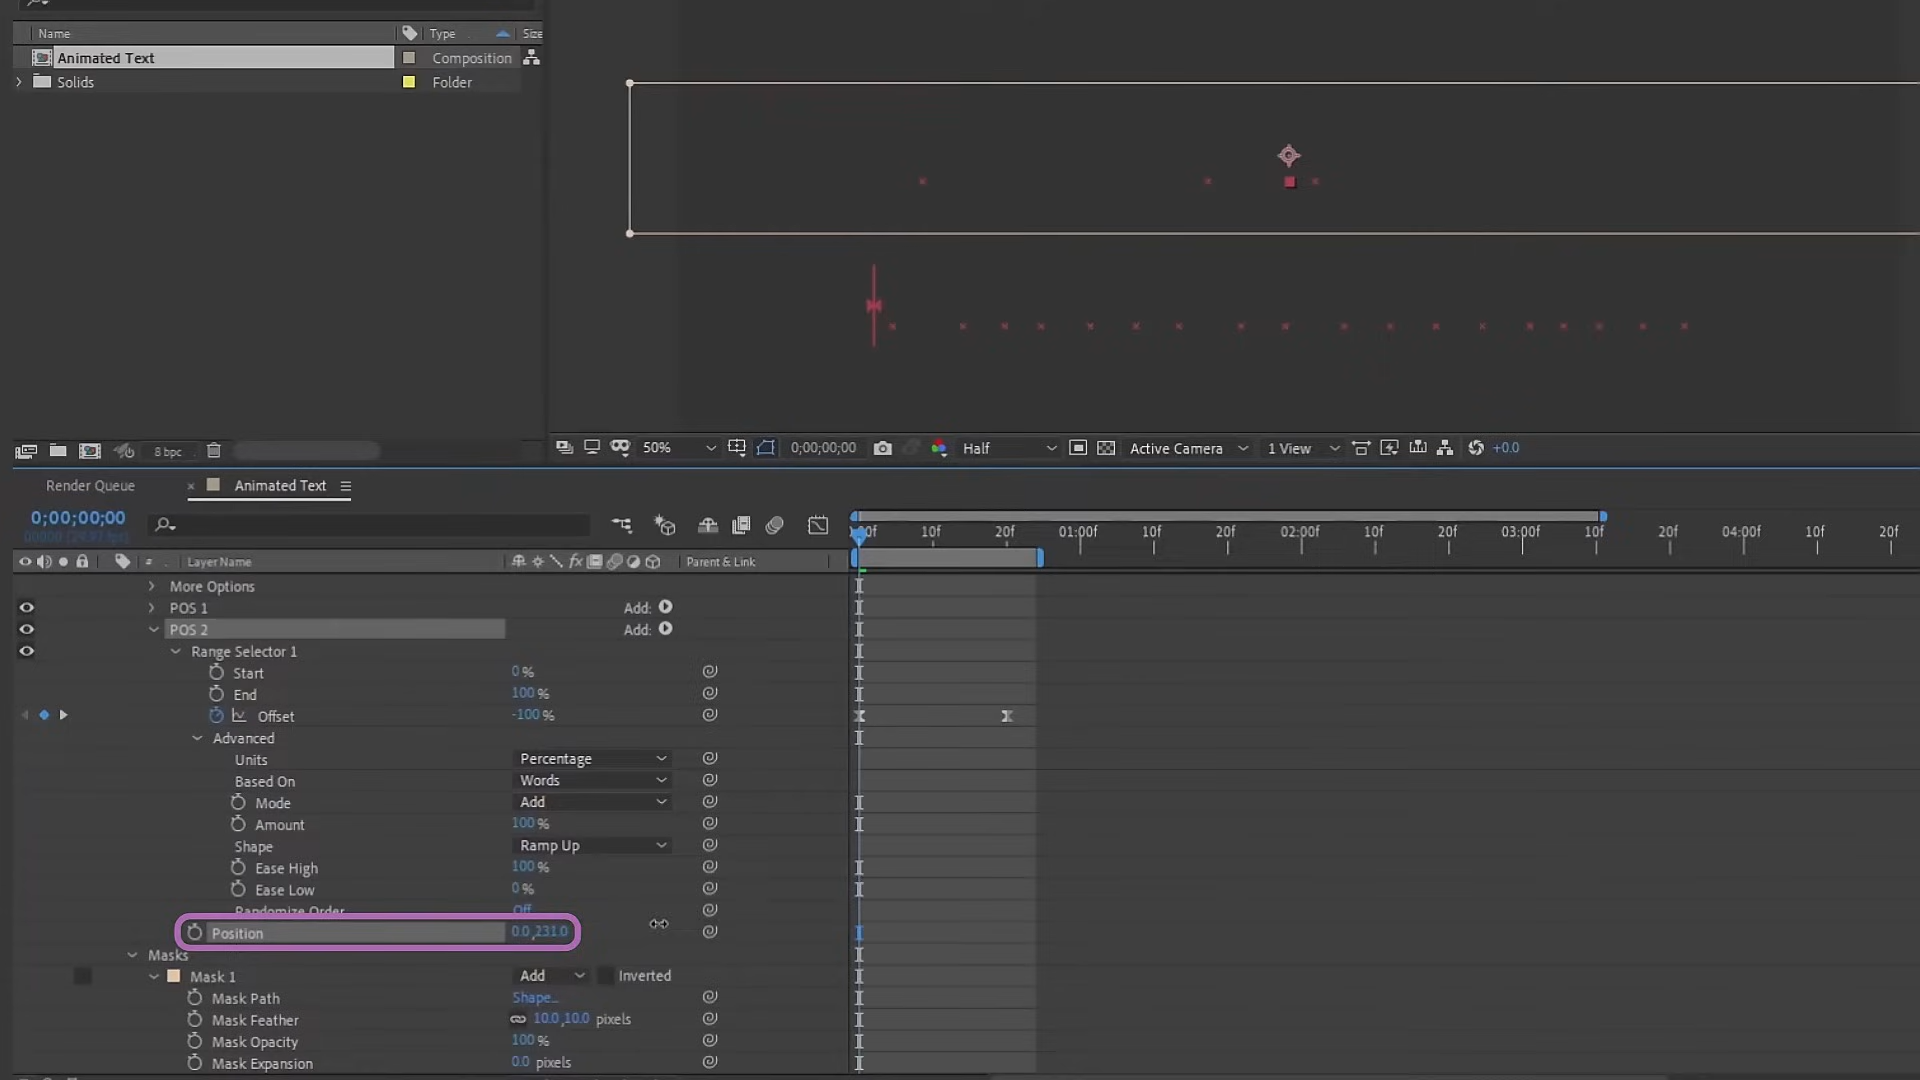 Name Type Size
Animated Text Composition
Solids Folder
8 bpc
50% 0;00;00;00 Half Active Camera 1 View +0.0
Render Queue × Animated Text
0;00;00;00
00000 (29.97 fps)
10f 20f 01:00f 10f 20f 02:00f 10f 20f 03:00f 10f 20f 04:00f 10f 20f
# Layer Name fx Parent & Link
More Options
POS 1 Add:
POS 2 Add:
Range Selector 1
Start 0 %
End 100 %
Offset -100 %
Advanced
Units Percentage
Based On Words
Mode Add
Amount 100 %
Shape Ramp Up
Ease High 100 %
Ease Low 0 %
Randomize Order Off
Position 0.0,231.0
Masks
Mask 1 Add Inverted
Mask Path Shape...
Mask Feather 10.0,10.0 pixels
Mask Opacity 100 %
Mask Expansion 0.0 pixels